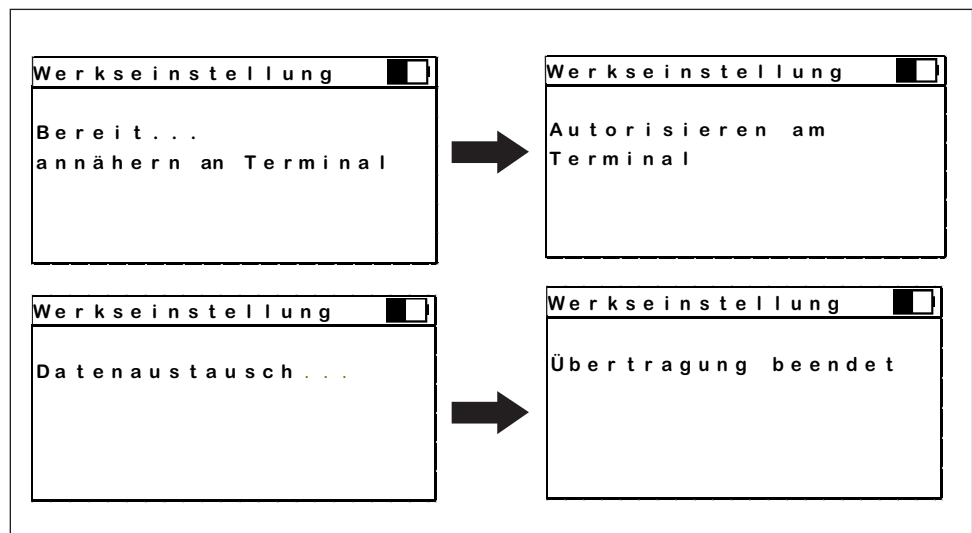 Werkseinstellung
Bereit...
annähern an Terminal
Werkseinstellung
Autorisieren am
Terminal
Werkseinstellung
Datenaustausch...
Werkseinstellung
Übertragung beendet